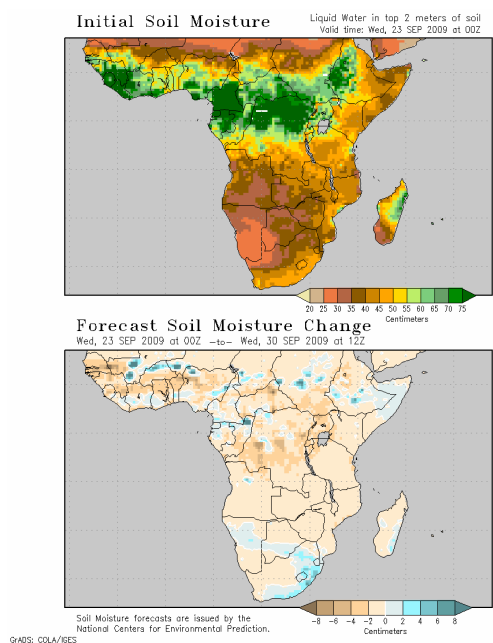 Initial Soil Moisture
Liquid Water in top 2 meters of soil
Valid time: Wed, 23 SEP 2009 at 00Z
20 25 30 35 40 45 50 55 60 65 70 75
Centimeters
Forecast Soil Moisture Change
Wed, 23 SEP 2009 at 00Z -to- Wed, 30 SEP 2009 at 12Z
Soil Moisture forecasts are issued by the
National Centers for Environmental Prediction.
-8 -6 -4 -2 0 2 4 6 8
Centimeters
GrADS: COLA/IGES